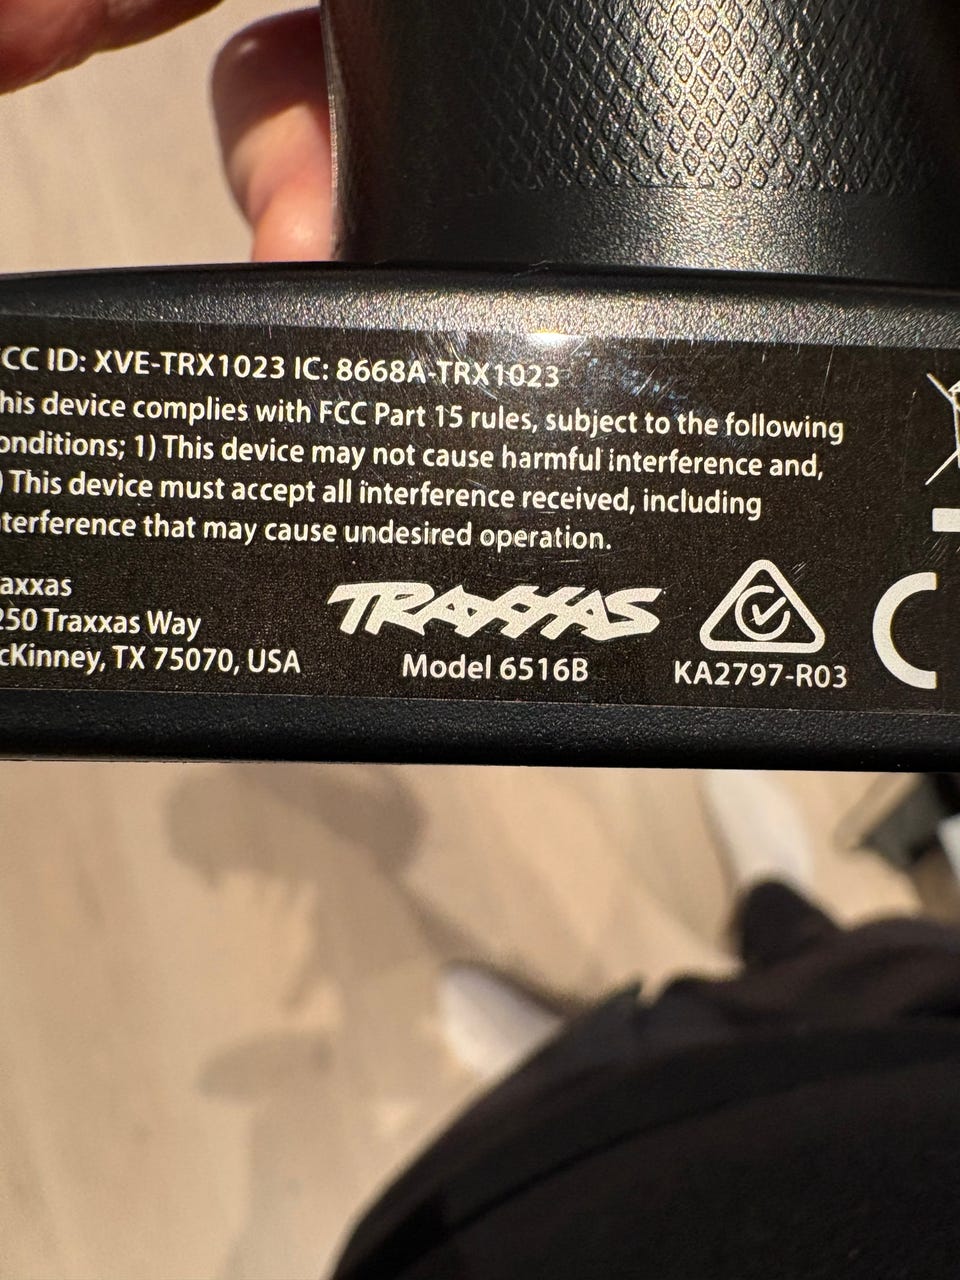 CC ID: XVE-TRX1023 IC: 8668A-TRX1023
his device complies with FCC Part 15 rules, subject to the following
onditions; 1) This device may not cause harmful interference and,
) This device must accept all interference received, including
terference that may cause undesired operation.
axxas
250 Traxxas Way
cKinney, TX 75070, USA
TRAXXAS
Model 6516B
KA2797-R03